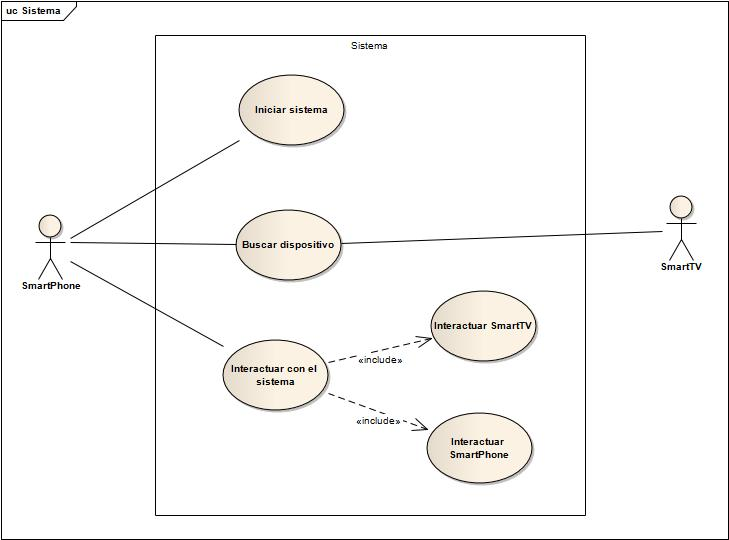 uc Sistema
Sistema
Iniciar sistema
Buscar dispositivo
SmartPhone
SmartTV
Interactuar SmartTV
«include»
Interactuar con el
sistema
«include»
Interactuar
SmartPhone